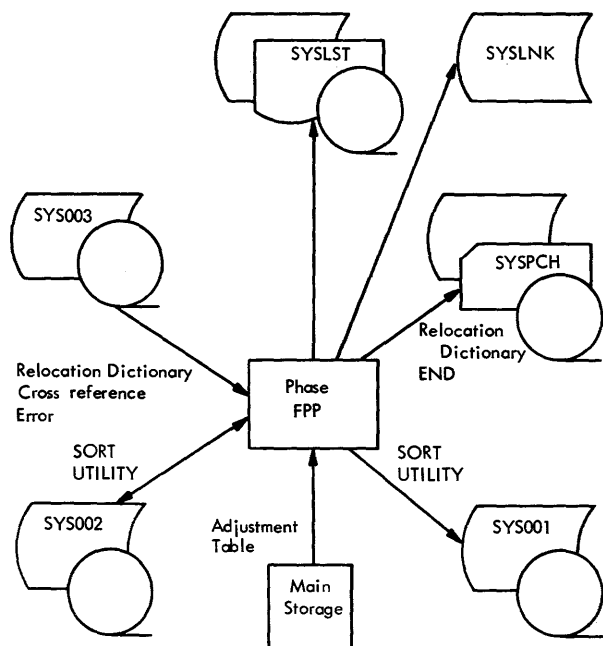 SYSLST
SYSLNK
SYS003
SYSPCH
Relocation Dictionary
Cross reference
Error
Phase
FPP
Relocation
Dictionary
END
SORT
UTILITY
SORT
UTILITY
SYS002
Adjustment
Table
SYS001
Main
Storage